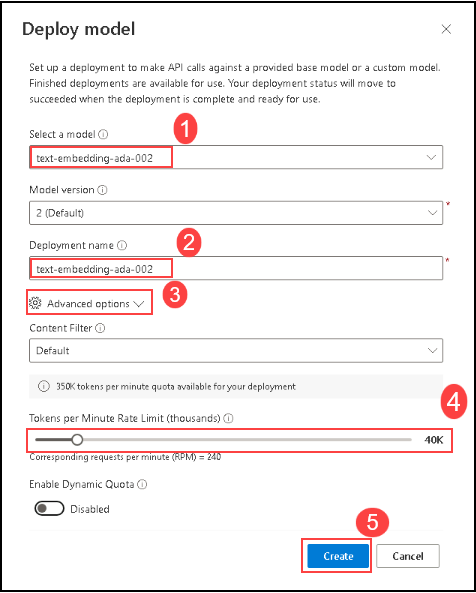 Deploy model
Set up a deployment to make API calls against a provided base model or a custom model.
Finished deployments are available for use. Your deployment status will move to
succeeded when the deployment is complete and ready for use.
1
Select a model
text-embedding-ada-002
Model version
2 (Default)
*
2
Deployment name
text-embedding-ada-002
*
3
Advanced options
Content Filter
Default
350K tokens per minute quota available for your deployment
4
Tokens per Minute Rate Limit (thousands)
40K
Corresponding requests per minute (RPM) = 240
Enable Dynamic Quota
Disabled
5
Create
Cancel